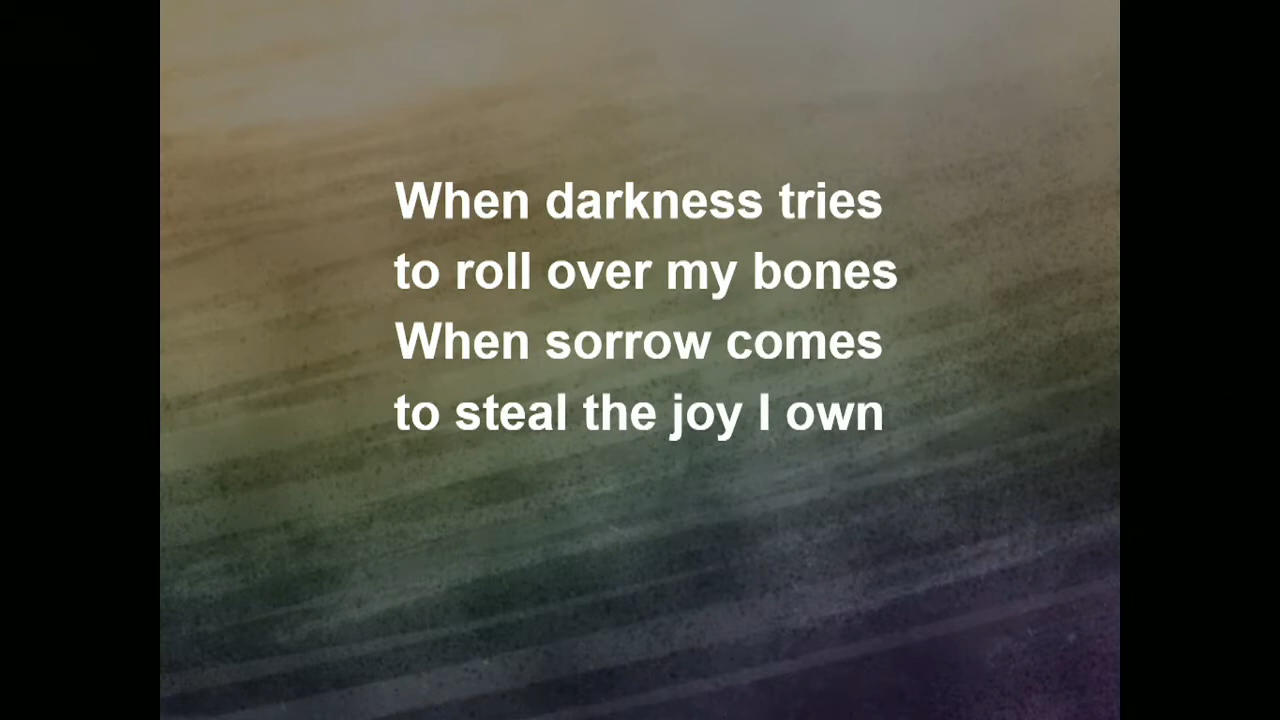 When darkness tries
to roll over my bones
When sorrow comes
to steal the joy I own